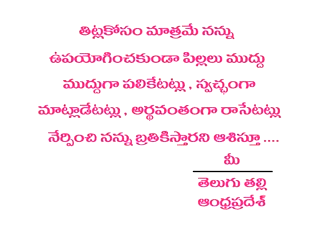 తిట్లకోసం మాత్రమే నన్ను
ఉపయోగించకుండా పిల్లలు ముద్దు
ముద్దుగా పలికేటట్లు , స్వచ్ఛంగా
మాట్లాడేటట్లు , అర్థవంతంగా రాసేటట్లు
నేర్పించి నన్ను బ్రతికిస్తారని ఆశిస్తూ ....
మీ
తెలుగు తల్లి
ఆంధ్రప్రదేశ్